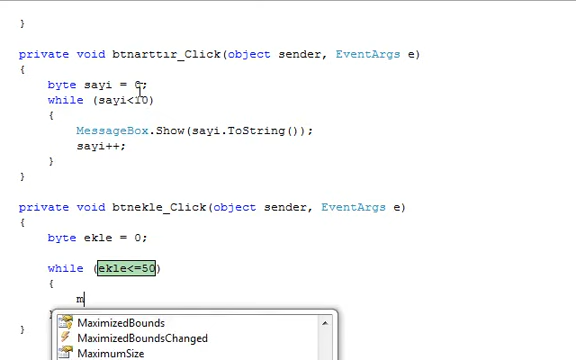 }
private void btnarttır_Click(object sender, EventArgs e)
{
byte sayi = 0;
while (sayi<10)
{
MessageBox.Show(sayi.ToString());
sayi++;
}
}
private void btnekle_Click(object sender, EventArgs e)
{
byte ekle = 0;
while (ekle<=50)
{
m
}
MaximizedBounds
MaximizedBoundsChanged
}
MaximumSize